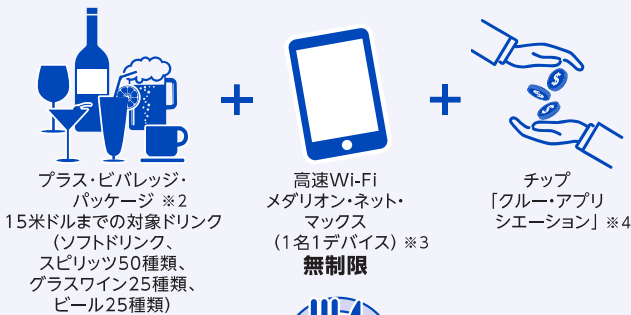 プラス・ビバレッジ・
パッケージ ※2
15米ドルまでの対象ドリンク
(ソフトドリンク、
スピリッツ50種類、
グラスワイン25種類、
ビール25種類)
+
高速Wi-Fi
メダリオン・ネット・
マックス
(1名1デバイス) ※3
無制限
+
チップ
「クルー・アプリ
シエーション」 ※4